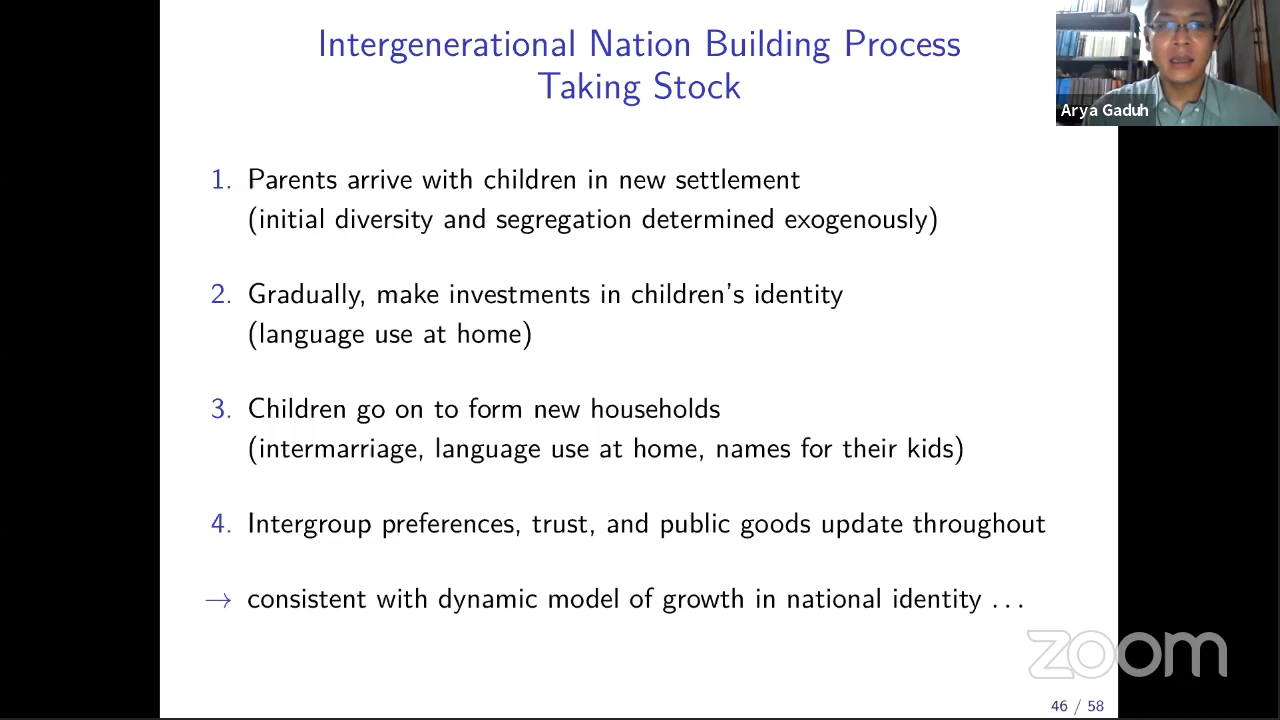 Intergenerational Nation Building Process
Taking Stock
Arya Gaduh
1. Parents arrive with children in new settlement
(initial diversity and segregation determined exogenously)
2. Gradually, make investments in children's identity
(language use at home)
3. Children go on to form new households
(intermarriage, language use at home, names for their kids)
4. Intergroup preferences, trust, and public goods update throughout
→ consistent with dynamic model of growth in national identity . . .
zoom
46 / 58